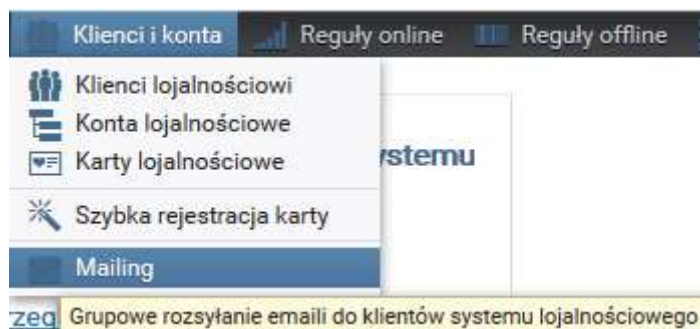 Klienci i konta Reguły online Reguły offline
Klienci lojalnościowi
Konta lojalnościowe
Karty lojalnościowe
ystemu
Szybka rejestracja karty
Mailing
zeg
Grupowe rozsyłanie emaili do klientów systemu lojalnościowego